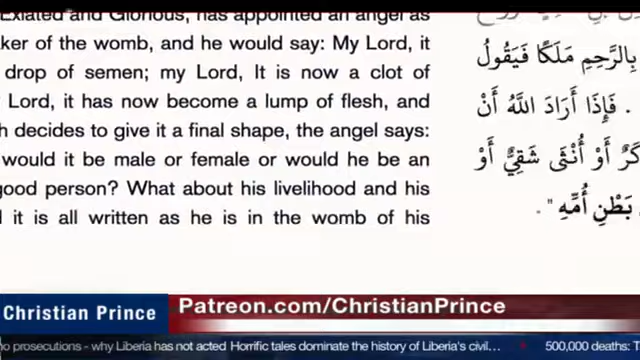 Exalted and Glorious, has appointed an angel as
aker of the womb, and he would say: My Lord, it
drop of semen; my Lord, It is now a clot of
Lord, it has now become a lump of flesh, and
h decides to give it a final shape, the angel says:
would it be male or female or would he be an
good person? What about his livelihood and his
it is all written as he is in the womb of his
بِالرَّحِمِ مَلَكًا فَيَقُولُ
. فَإِذَا أَرَادَ اللَّهُ أَنْ
كَرٌ أَوْ أُنْثَى شَقِيٌّ أَوْ
بَطْنِ أُمِّهِ " .
Christian Prince
Patreon.com/ChristianPrince
no prosecutions - why Liberia has not acted Horrific tales dominate the history of Liberia's civil... 500,000 deaths: T